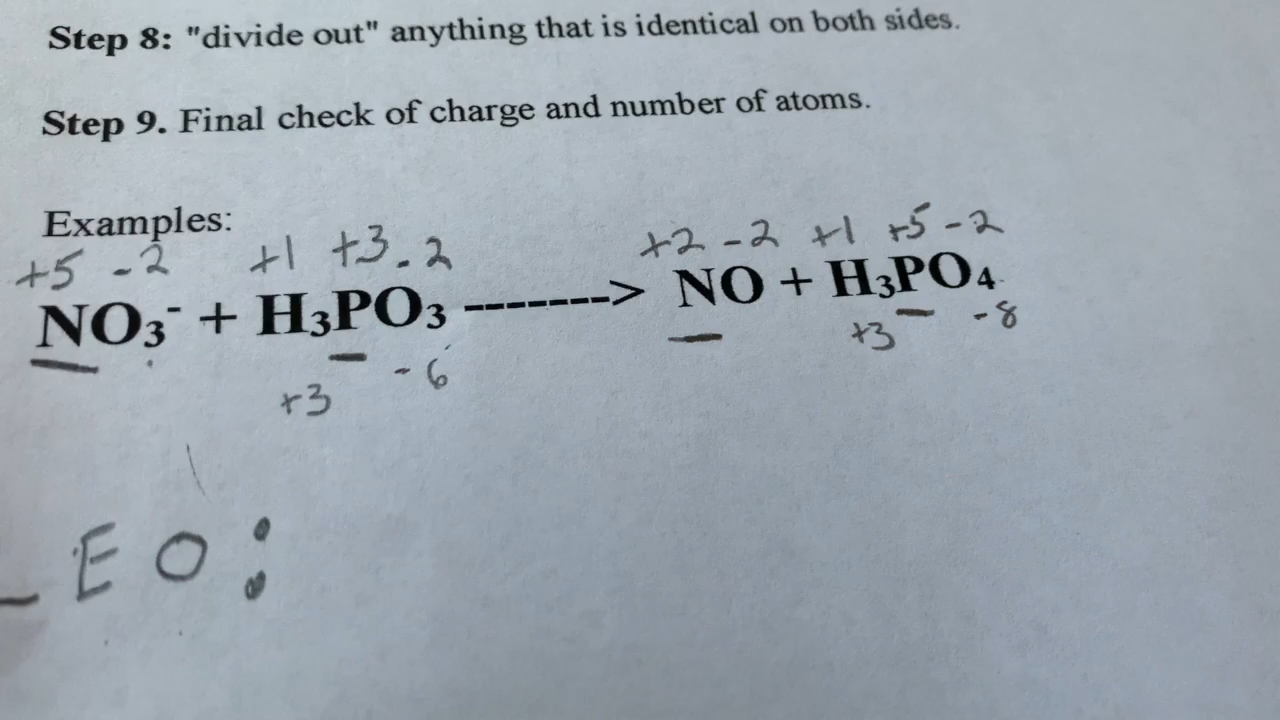 Step 8: "divide out" anything that is identical on both sides.
Step 9. Final check of charge and number of atoms.
Examples:
+5 -2 +1 +3 -2 +2 -2 +1 +5 -2
NO₃⁻ + H₃PO₃ -------> NO + H₃PO₄
+3 -6 +3 -8
LEO: